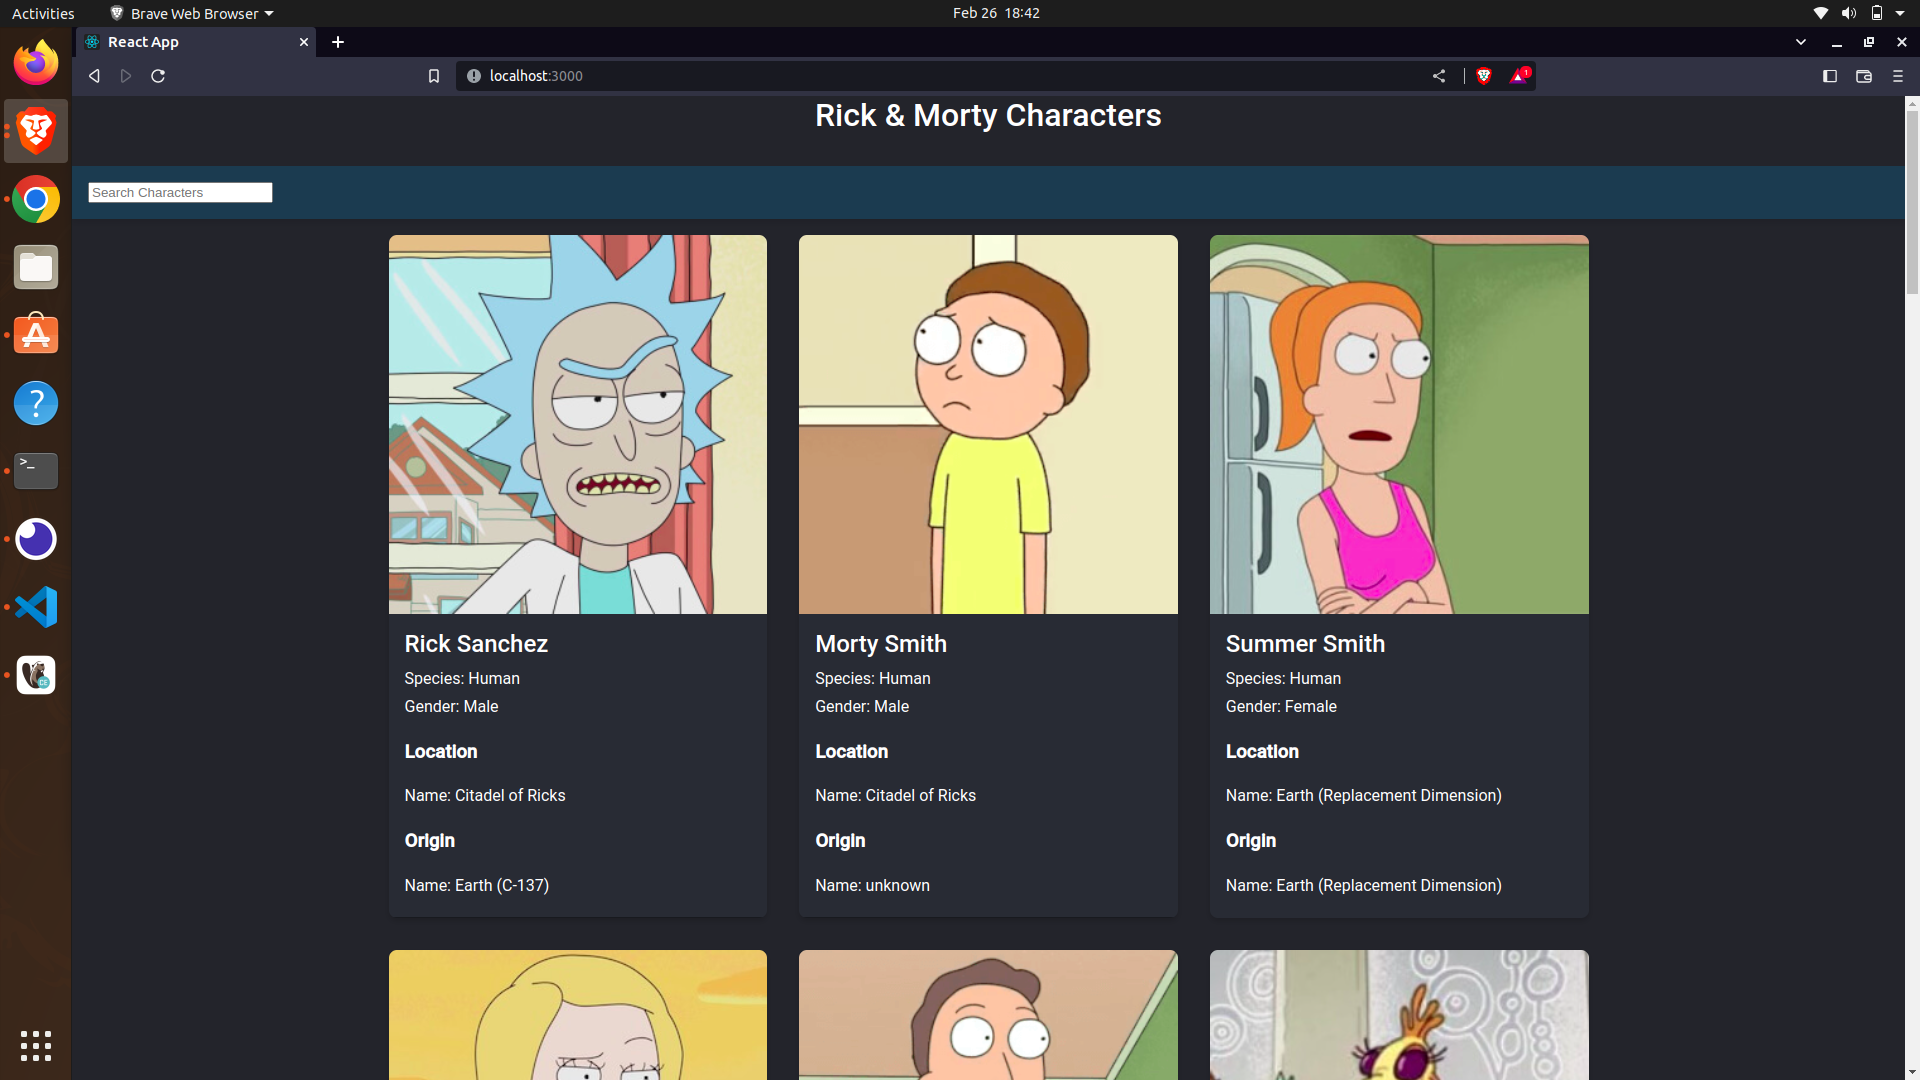 Activities
Brave Web Browser
Feb 26 18:42
React App
localhost:3000
1
Rick & Morty Characters
Search Characters
Rick Sanchez
Species: Human
Gender: Male
Location
Name: Citadel of Ricks
Origin
Name: Earth (C-137)
Morty Smith
Species: Human
Gender: Male
Location
Name: Citadel of Ricks
Origin
Name: unknown
Summer Smith
Species: Human
Gender: Female
Location
Name: Earth (Replacement Dimension)
Origin
Name: Earth (Replacement Dimension)